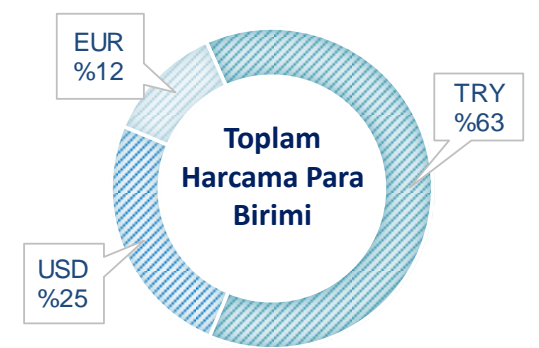 EUR
%12
TRY
%63
Toplam
Harcama Para
Birimi
USD
%25